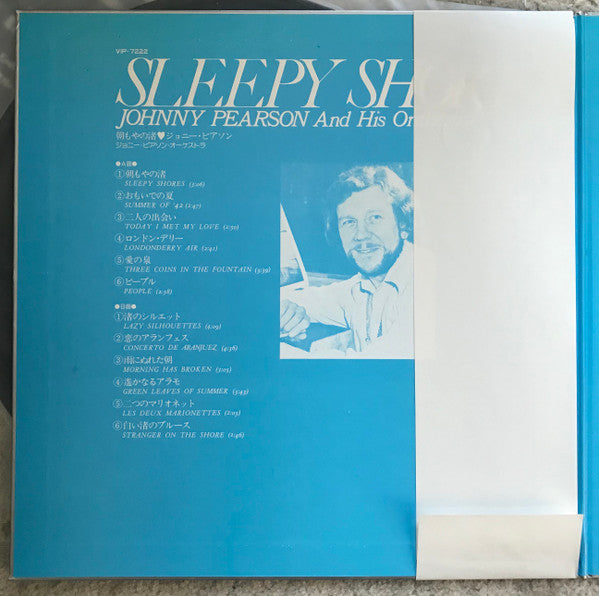 VIP-7222
SLEEPY SHO
JOHNNY PEARSON And His Or
朝もやの渚♥ジョニー・ピアソン
ジョニー・ピアソン・オーケストラ
●A面●
①朝もやの渚
SLEEPY SHORES (3:06)
②おもいでの夏
SUMMER OF '42 (2:47)
③二人の出会い
TODAY I MET MY LOVE (2:50)
④ロンドン・デリー
LONDONDERRY AIR (2:41)
⑤愛の泉
THREE COINS IN THE FOUNTAIN (3:39)
⑥ピープル
PEOPLE (2:58)
●B面●
①渚のシルエット
LAZY SILHOUETTES (4:09)
②恋のアランフェス
CONCERTO DE ARANJUEZ (4:36)
③雨にぬれた朝
MORNING HAS BROKEN (3:05)
④遥かなるアラモ
GREEN LEAVES OF SUMMER (3:43)
⑤二つのマリオネット
LES DEUX MARIONETTES (2:05)
⑥白い渚のブルース
STRANGER ON THE SHORE (2:46)